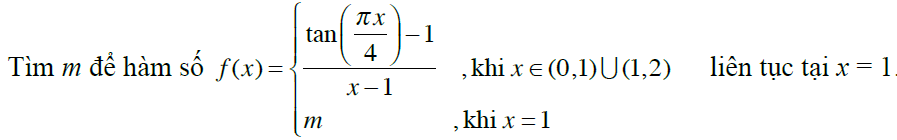 Tìm m để hàm số f(x) = { (tan(πx/4) − 1)/(x − 1) , khi x ∈ (0,1) ∪ (1,2) liên tục tại x = 1.
m , khi x = 1